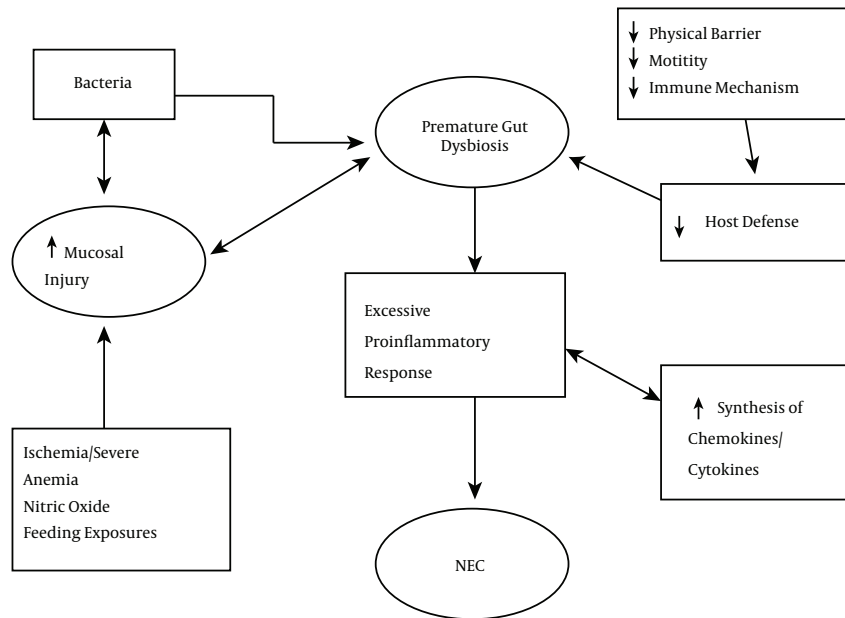 Bacteria
Premature Gut
Dysbiosis
↓ Physical Barrier
↓ Motitity
↓ Immune Mechanism
↓ Host Defense
↑ Mucosal
Injury
Excessive
Proinflammatory
Response
↑ Synthesis of
Chemokines/
Cytokines
Ischemia/Severe
Anemia
Nitric Oxide
Feeding Exposures
NEC